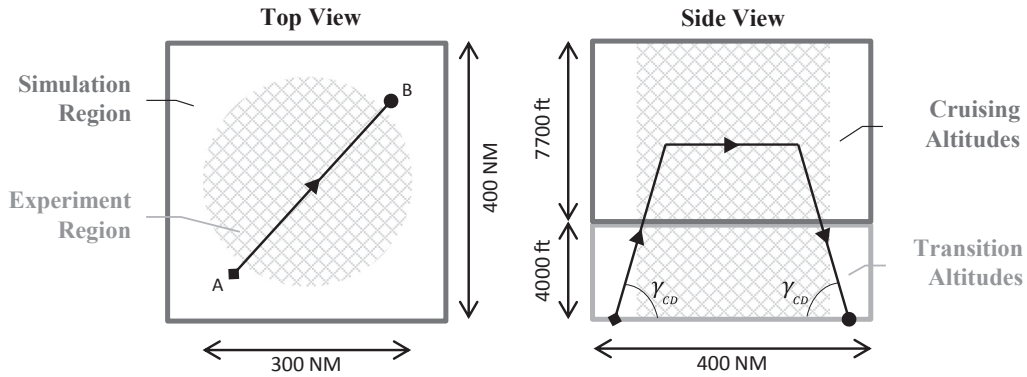 Top View
Side View
Simulation
Region
Experiment
Region
A
B
400 NM
300 NM
7700 ft
4000 ft
γCD
γCD
400 NM
Cruising
Altitudes
Transition
Altitudes